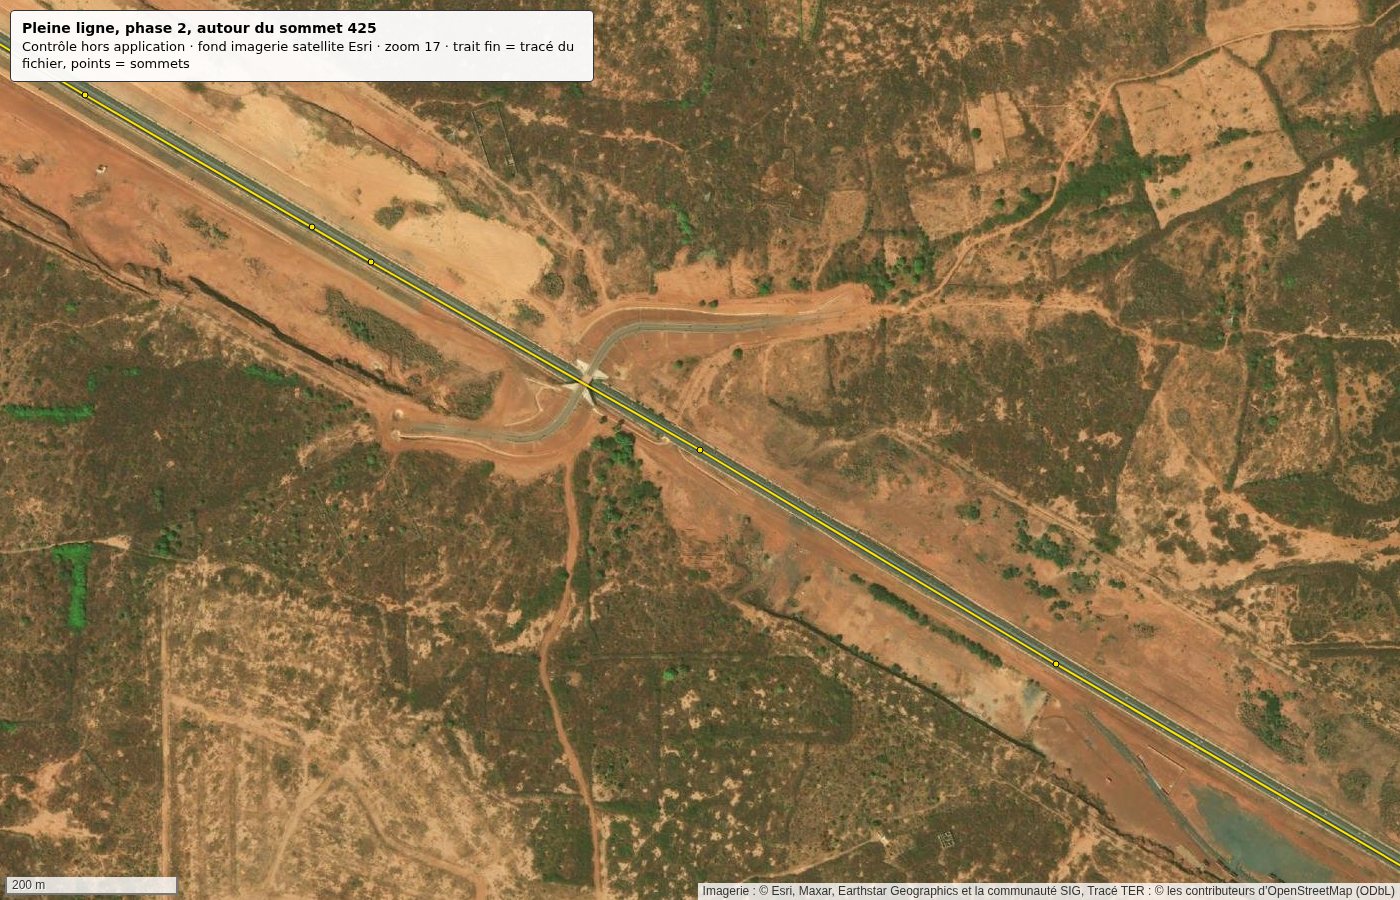 Pleine ligne, phase 2, autour du sommet 425
Contrôle hors application · fond imagerie satellite Esri · zoom 17 · trait fin = tracé du
fichier, points = sommets
200 m
Imagerie : © Esri, Maxar, Earthstar Geographics et la communauté SIG, Tracé TER : © les contributeurs d'OpenStreetMap (ODbL)